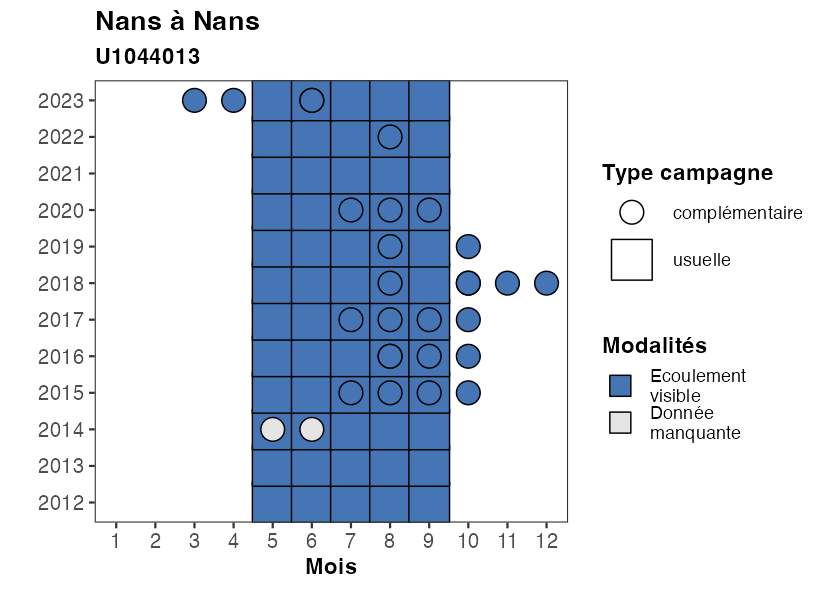 Nans à Nans
U1044013
2023
2022
2021
2020
2019
2018
2017
2016
2015
2014
2013
2012
1 2 3 4 5 6 7 8 9 10 11 12
Mois
Type campagne
complémentaire
usuelle
Modalités
Ecoulement
visible
Donnée
manquante